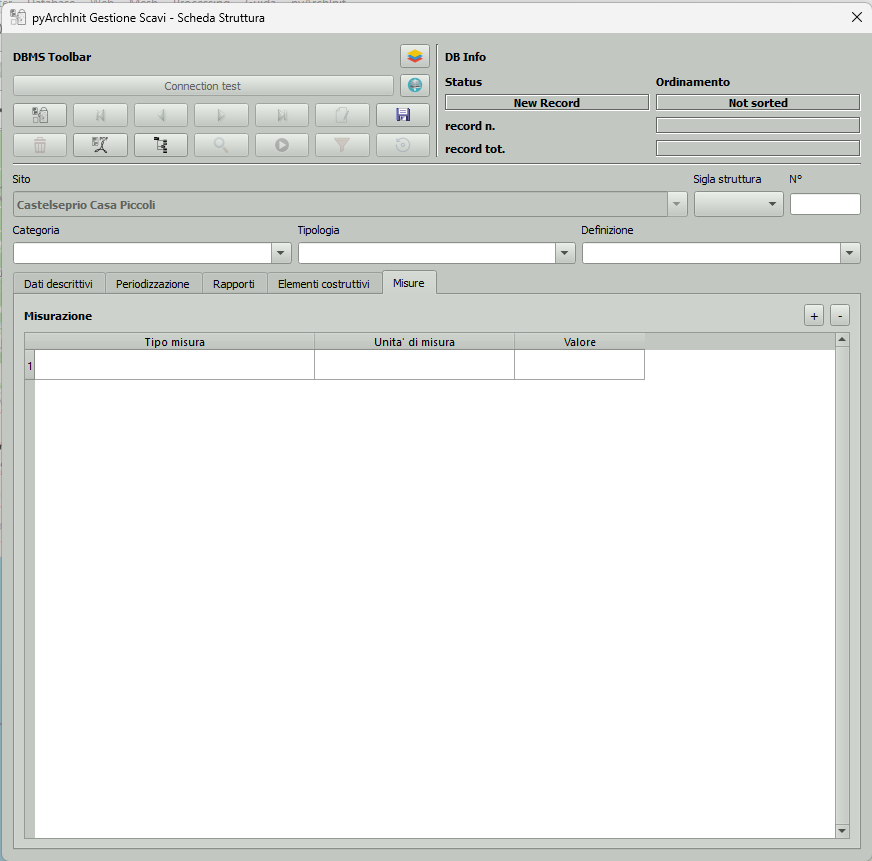 pyArchInit Gestione Scavi - Scheda Struttura
DBMS Toolbar
Connection test
DB Info
Status
Ordinamento
New Record
Not sorted
record n.
record tot.
Sito
Sigla struttura
N°
Castelseprio Casa Piccoli
Categoria
Tipologia
Definizione
Dati descrittivi
Periodizzazione
Rapporti
Elementi costruttivi
Misure
Misurazione
+
-
Tipo misura
Unita' di misura
Valore
1